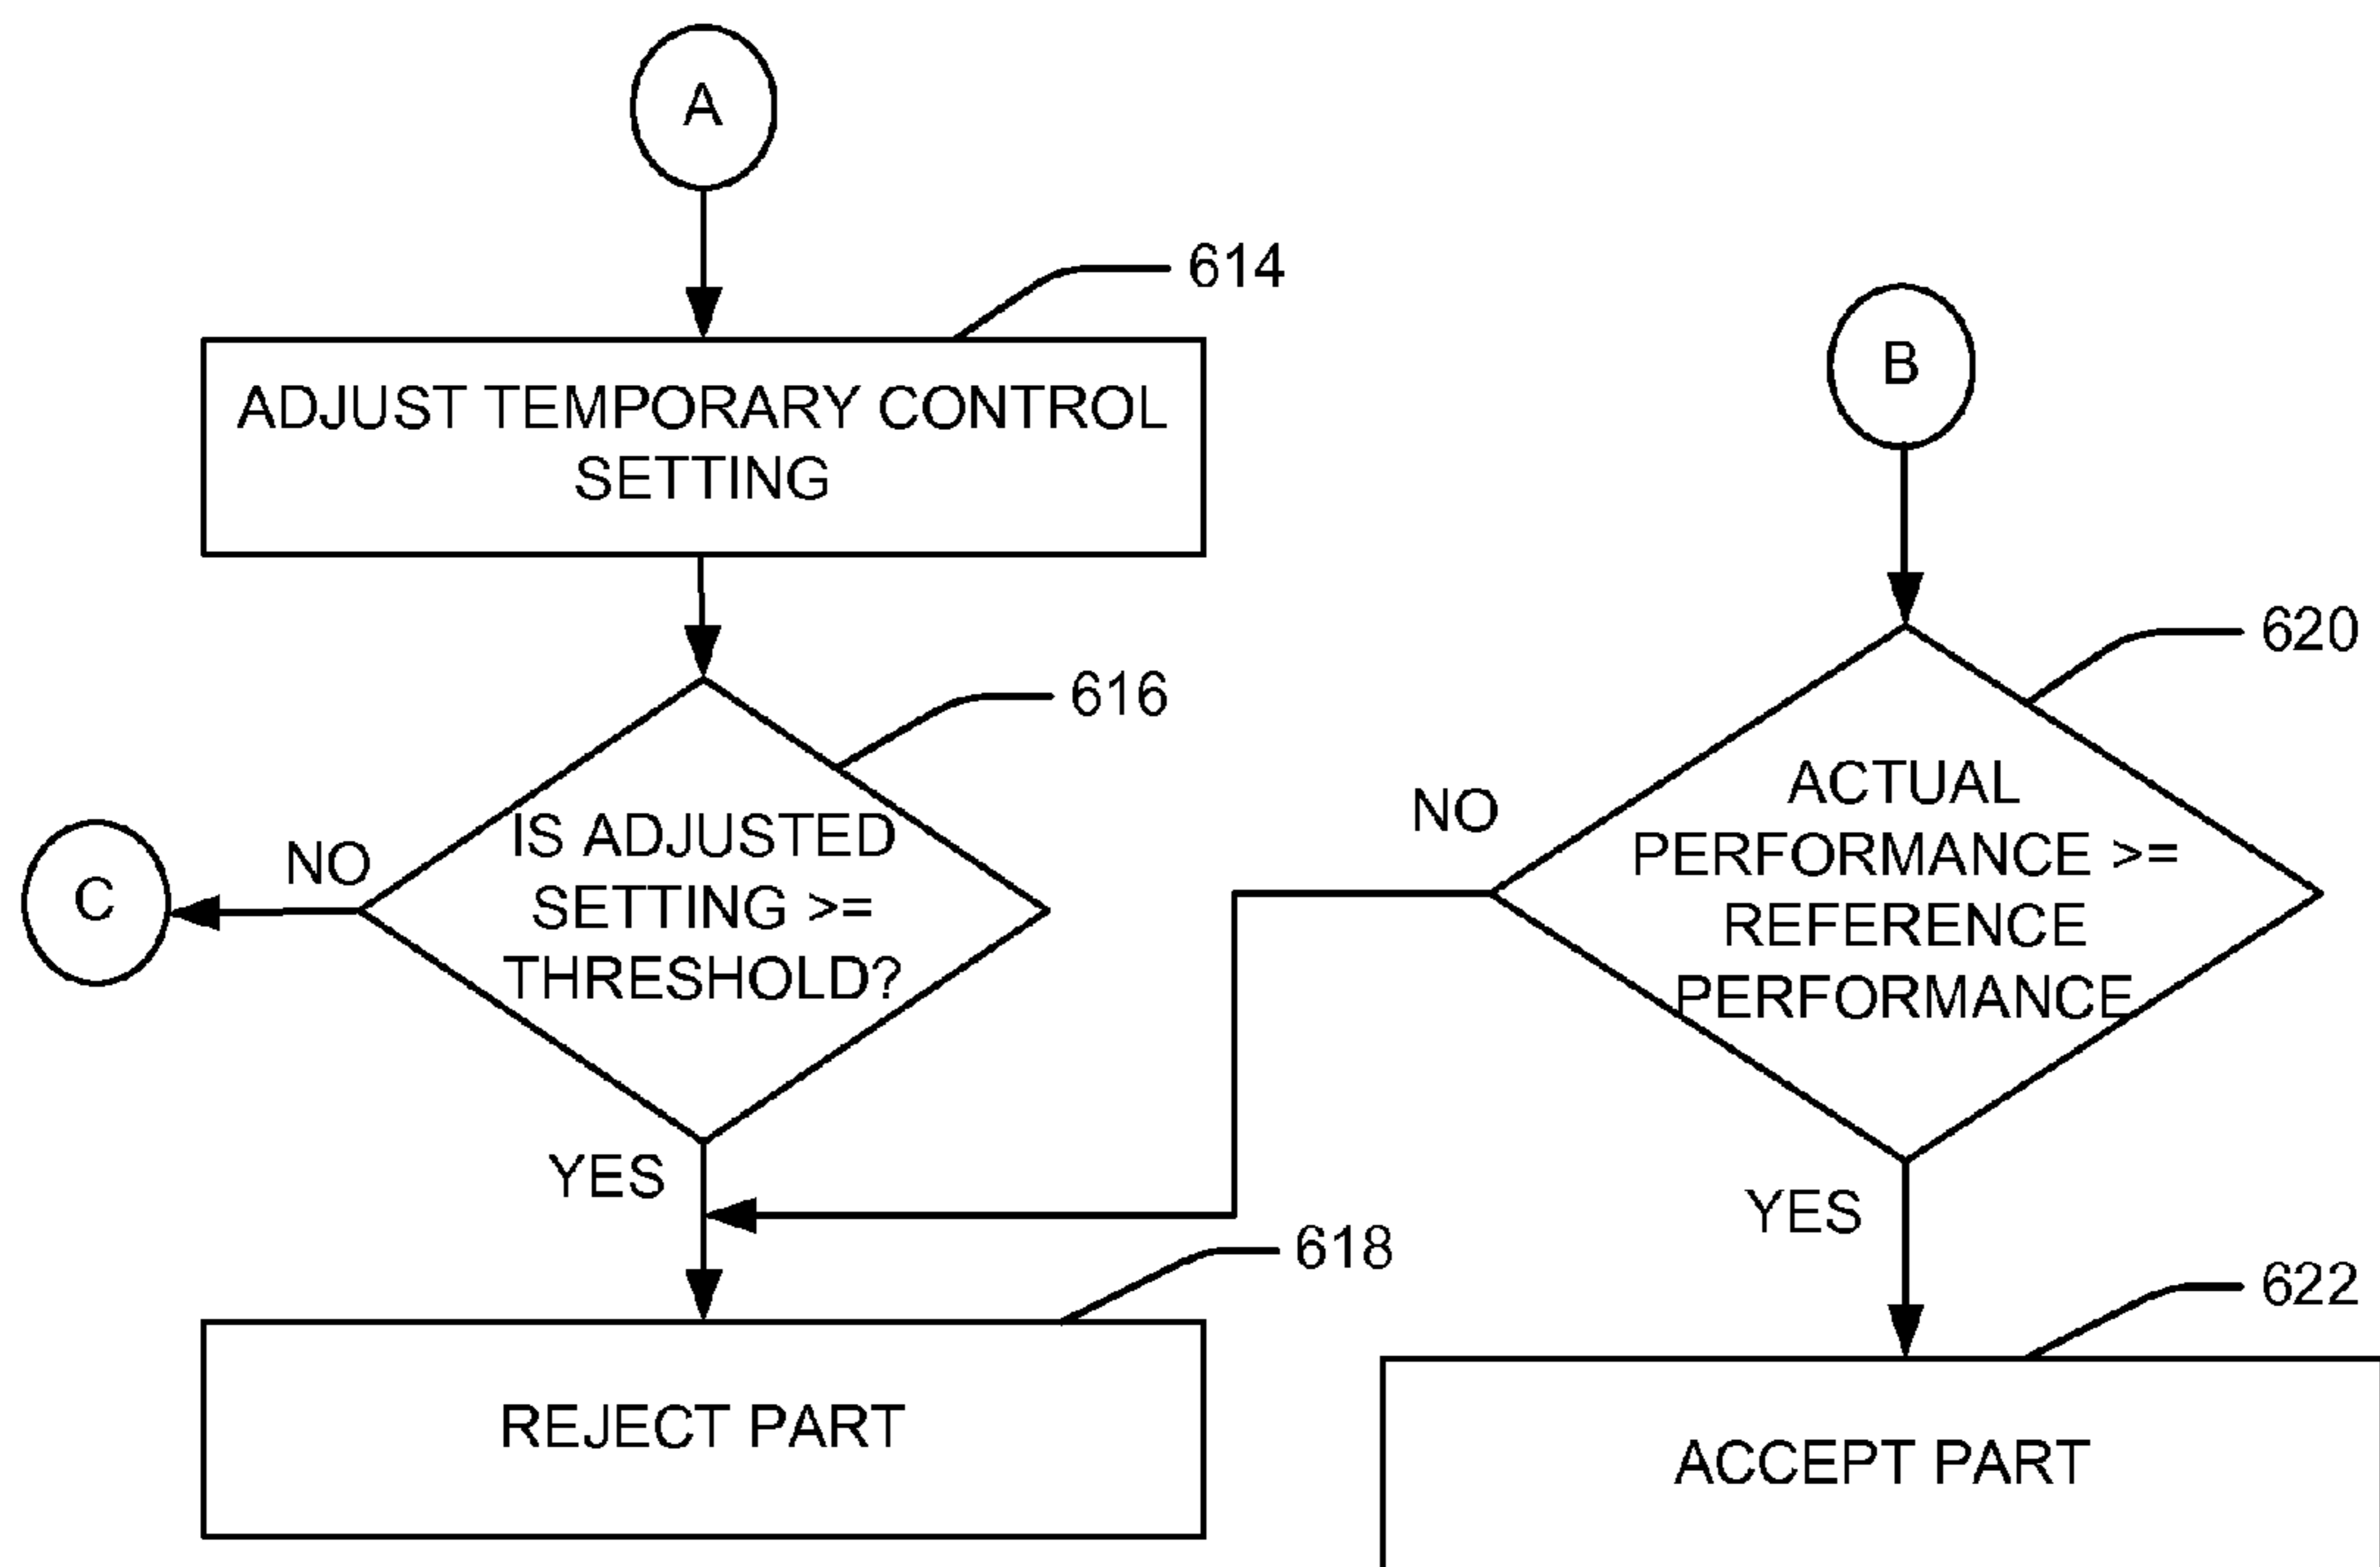 A
614
ADJUST TEMPORARY CONTROL
SETTING
616
IS ADJUSTED
SETTING >=
THRESHOLD?
NO
C
YES
618
REJECT PART
B
620
ACTUAL
PERFORMANCE >=
REFERENCE
PERFORMANCE
NO
YES
622
ACCEPT PART